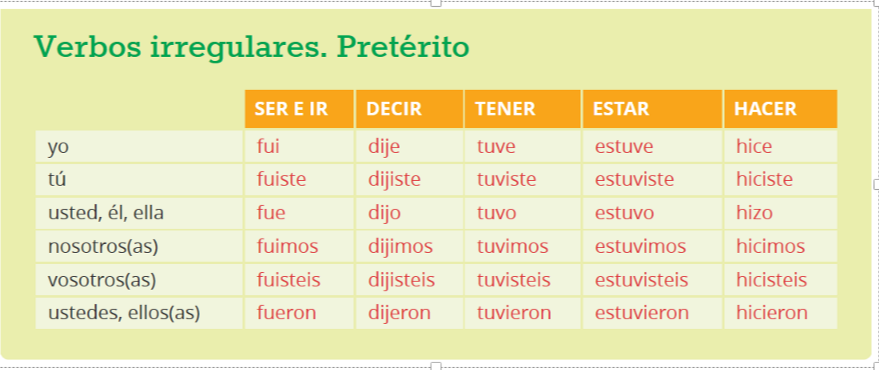 Verbos irregulares. Pretérito
SER E IR DECIR TENER ESTAR HACER
yo fui dije tuve estuve hice
tú fuiste dijiste tuviste estuviste hiciste
usted, él, ella fue dijo tuvo estuvo hizo
nosotros(as) fuimos dijimos tuvimos estuvimos hicimos
vosotros(as) fuisteis dijisteis tuvisteis estuvisteis hicisteis
ustedes, ellos(as) fueron dijeron tuvieron estuvieron hicieron